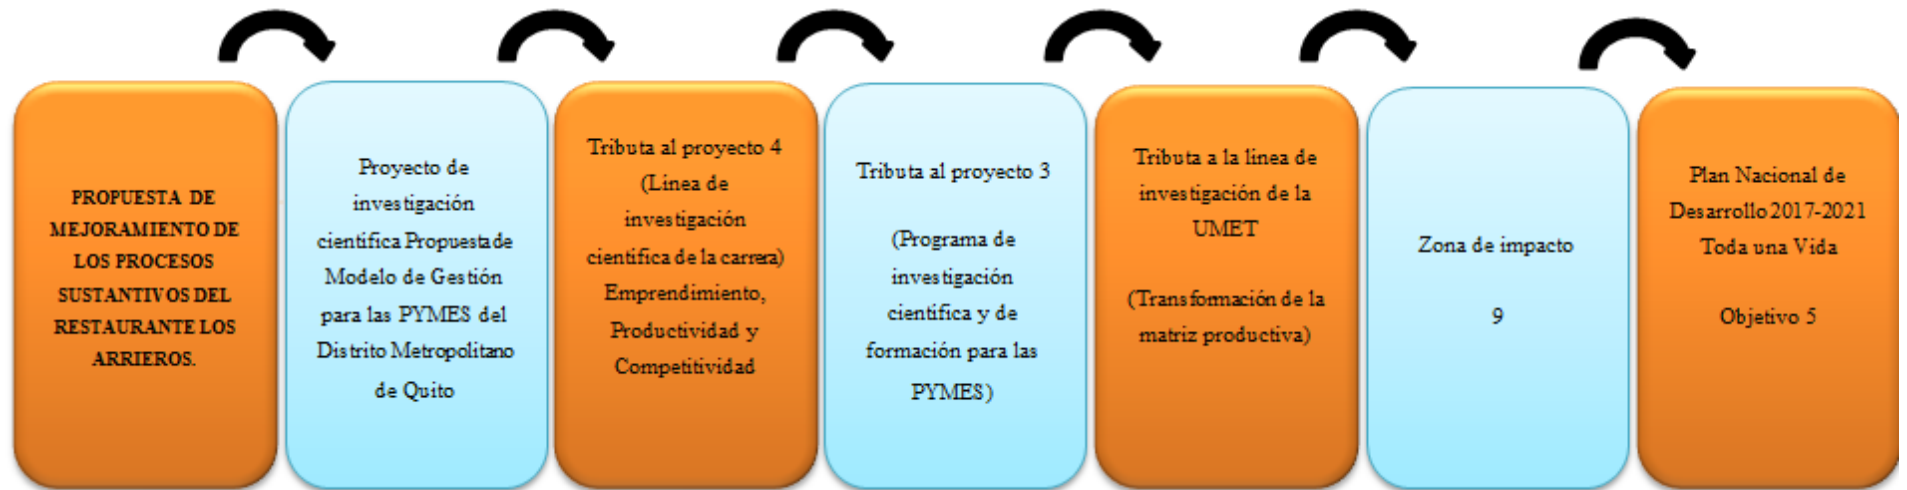 PROPUESTA DE
MEJORAMIENTO DE
LOS PROCESOS
SUSTANTIVOS DEL
RESTAURANTE LOS
ARRIEROS.
Proyecto de
investigación
científica Propuesta de
Modelo de Gestión
para las PYMES del
Distrito Metropolitano
de Quito
Tributa al proyecto 4
(Línea de
investigación
científica de la carrera)
Emprendimiento,
Productividad y
Competitividad
Tributa al proyecto 3
(Programa de
investigación
científica y de
formación para las
PYMES)
Tributa a la línea de
investigación de la
UMET
(Transformación de la
matriz productiva)
Zona de impacto
9
Plan Nacional de
Desarrollo 2017-2021
Toda una Vida
Objetivo 5